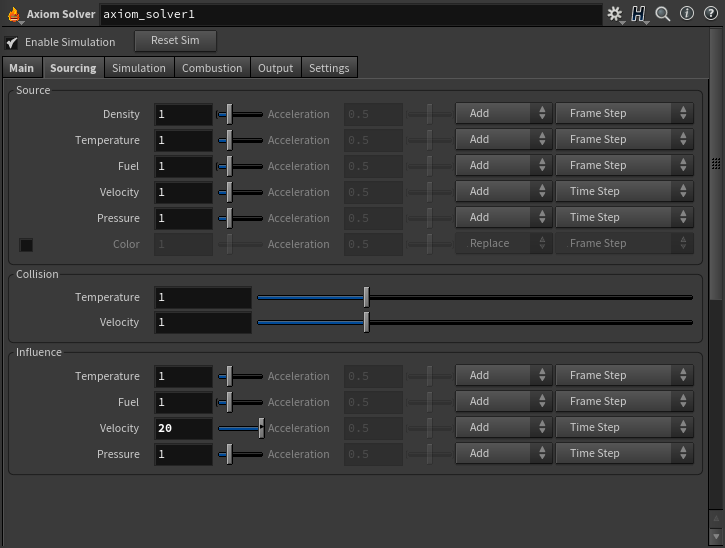 Axiom Solver axiom_solver1
Enable Simulation Reset Sim
Main Sourcing Simulation Combustion Output Settings
Source
Density 1 Acceleration 0.5 Add Frame Step
Temperature 1 Acceleration 0.5 Add Frame Step
Fuel 1 Acceleration 0.5 Add Frame Step
Velocity 1 Acceleration 0.5 Add Time Step
Pressure 1 Acceleration 0.5 Add Time Step
Color 1 Acceleration 0.5 Replace Frame Step
Collision
Temperature 1
Velocity 1
Influence
Temperature 1 Acceleration 0.5 Add Frame Step
Fuel 1 Acceleration 0.5 Add Frame Step
Velocity 20 Acceleration 0.5 Add Time Step
Pressure 1 Acceleration 0.5 Add Time Step